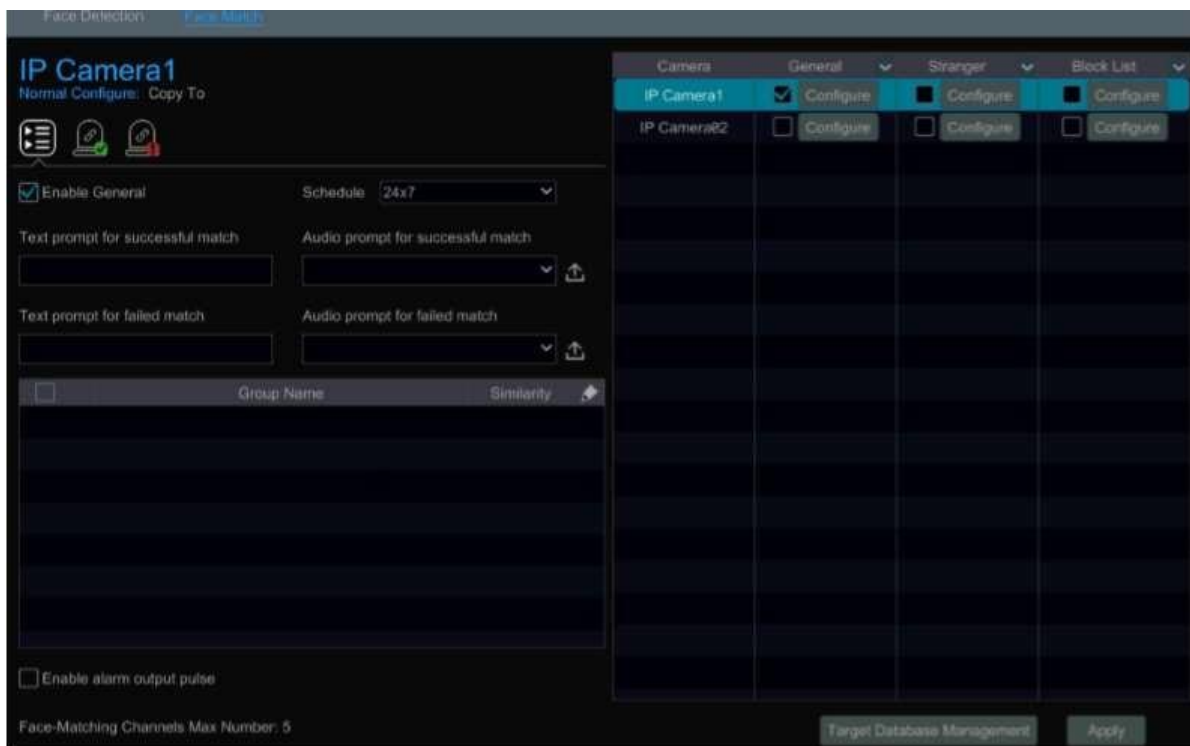 Face Detection Face Match
IP Camera1
Normal Configure: Copy To
Enable General Schedule 24x7
Text prompt for successful match Audio prompt for successful match
Text prompt for failed match Audio prompt for failed match
Group Name Similarity
Enable alarm output pulse
Face-Matching Channels Max Number: 5
Camera General Stranger Block List
IP Camera1 Configure Configure Configure
IP Camera02 Configure Configure Configure
Target Database Management Apply